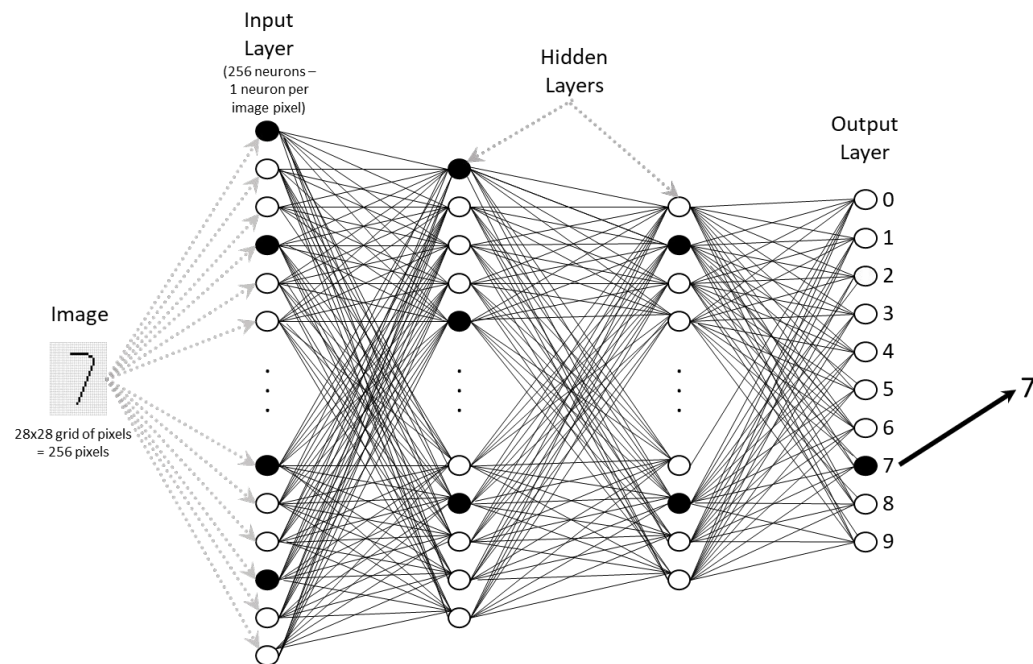 Input
Layer
(256 neurons –
1 neuron per
image pixel)
Hidden
Layers
Output
Layer
0
1
2
3
4
5
6
7
8
9
7
Image
7
28x28 grid of pixels
= 256 pixels